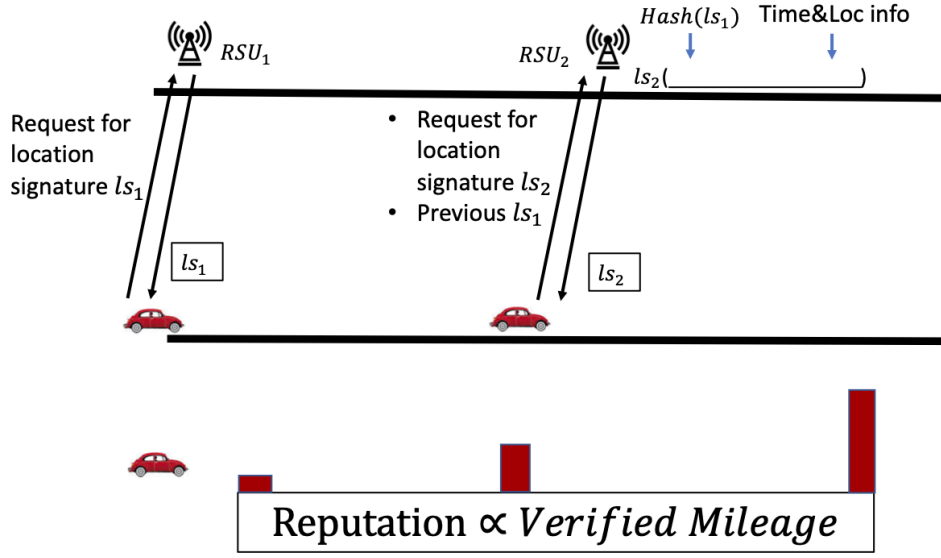 RSU₁
RSU₂
Hash(ls₁)
Time&Loc info
ls₂( )
Request for
location
signature ls₁
• Request for
location
signature ls₂
• Previous ls₁
ls₁
ls₂
Reputation ∝ Verified Mileage